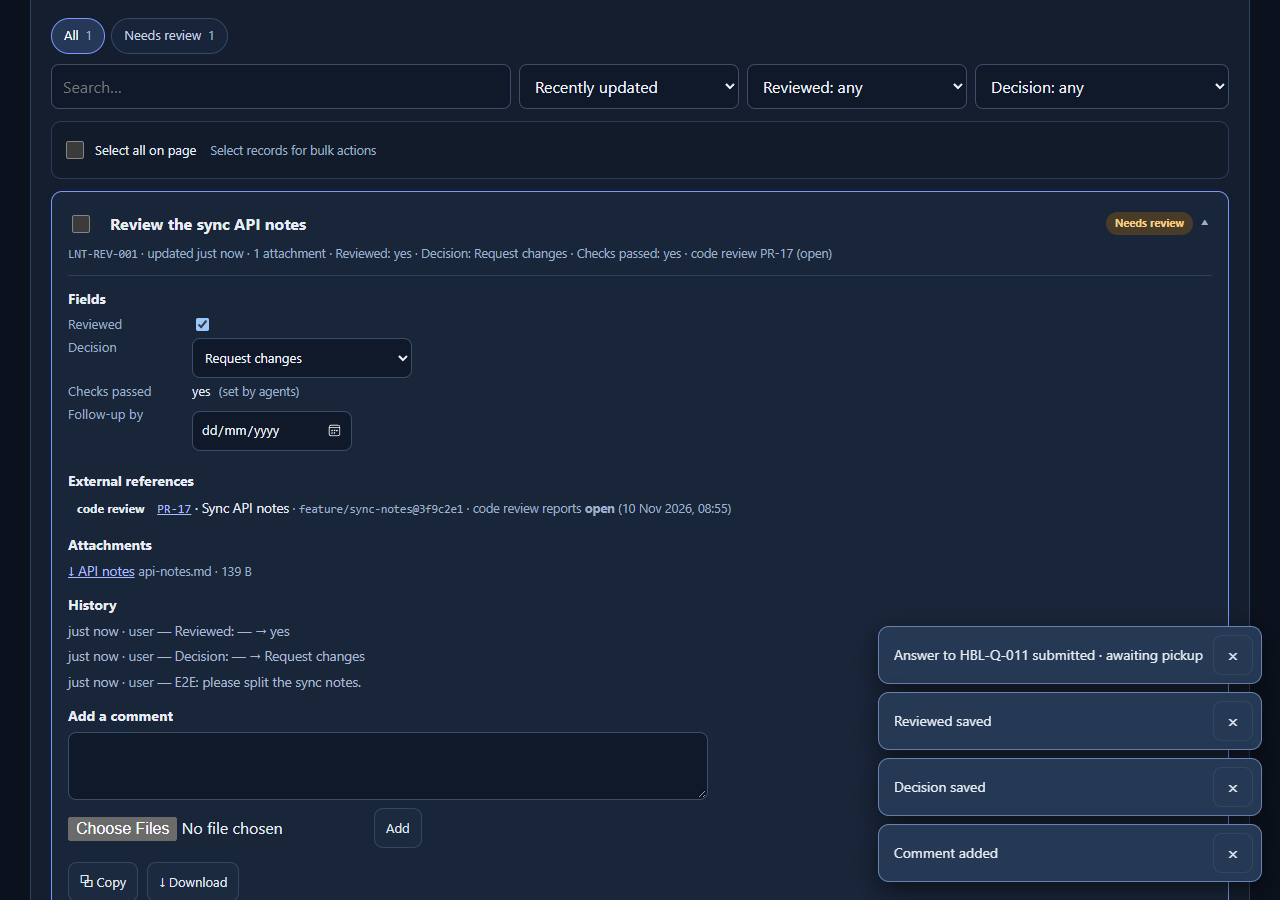 All 1 Needs review 1
Search... Recently updated Reviewed: any Decision: any
Select all on page Select records for bulk actions
Review the sync API notes Needs review
LNT-REV-001 · updated just now · 1 attachment · Reviewed: yes · Decision: Request changes · Checks passed: yes · code review PR-17 (open)
Fields
Reviewed
Decision Request changes
Checks passed yes (set by agents)
Follow-up by dd/mm/yyyy
External references
code review PR-17 · Sync API notes · feature/sync-notes@3f9c2e1 · code review reports open (10 Nov 2026, 08:55)
Attachments
↓ API notes api-notes.md · 139 B
History
just now · user — Reviewed: — → yes
just now · user — Decision: — → Request changes
just now · user — E2E: please split the sync notes.
Add a comment
Choose Files No file chosen Add
Copy ↓ Download
Answer to HBL-Q-011 submitted · awaiting pickup ×
Reviewed saved ×
Decision saved ×
Comment added ×